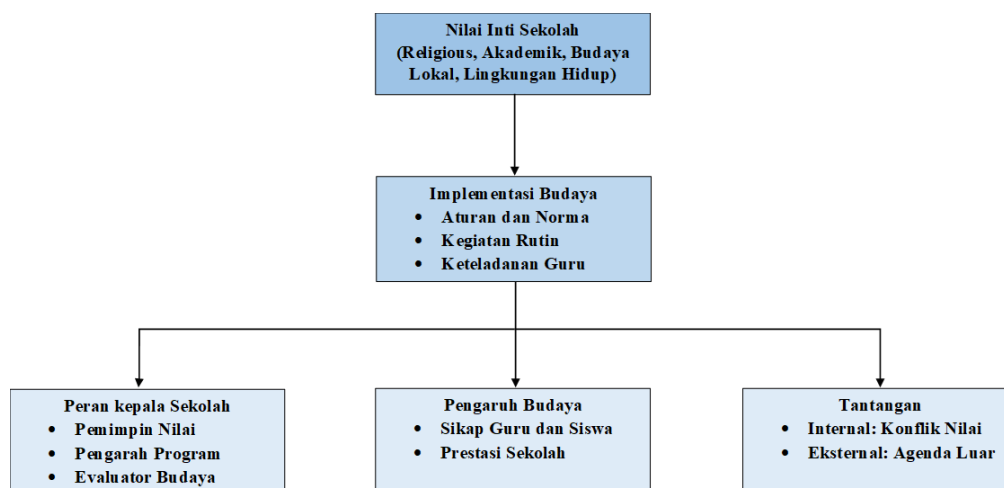 Nilai Inti Sekolah
(Religious, Akademik, Budaya
Lokal, Lingkungan Hidup)
Implementasi Budaya
• Aturan dan Norma
• Kegiatan Rutin
• Keteladanan Guru
Peran kepala Sekolah
• Pemimpin Nilai
• Pengarah Program
• Evaluator Budaya
Pengaruh Budaya
• Sikap Guru dan Siswa
• Prestasi Sekolah
Tantangan
• Internal: Konflik Nilai
• Eksternal: Agenda Luar